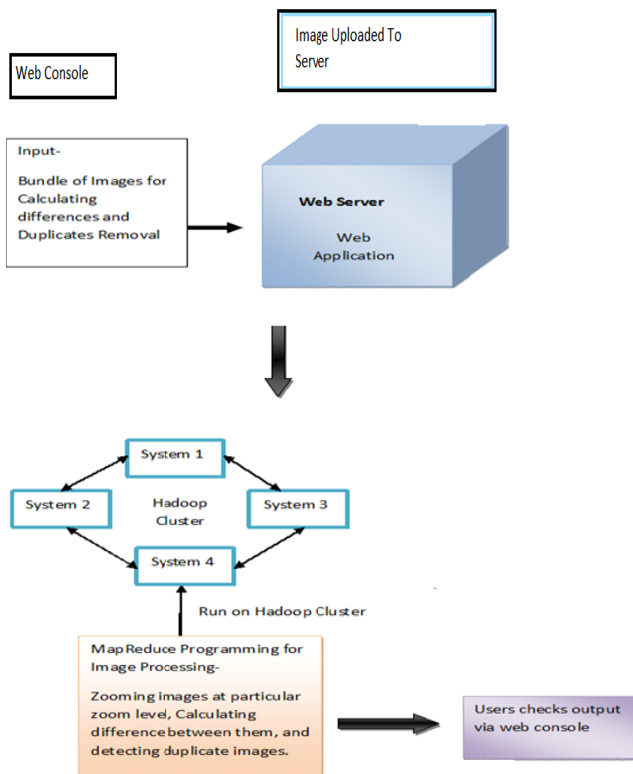 Web Console
Image Uploaded To
Server
Input-
Bundle of Images for
Calculating
differences and
Duplicates Removal
Web Server
Web
Application
System 1
System 2
Hadoop
Cluster
System 3
System 4
Run on Hadoop Cluster
MapReduce Programming for
Image Processing-
Zooming images at particular
zoom level, Calculating
difference between them, and
detecting duplicate images.
Users checks output
via web console